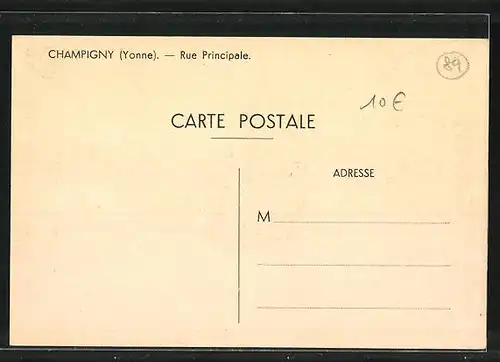 CHAMPIGNY (Yonne). — Rue Principale.
89
10€
CARTE POSTALE
ADRESSE
M